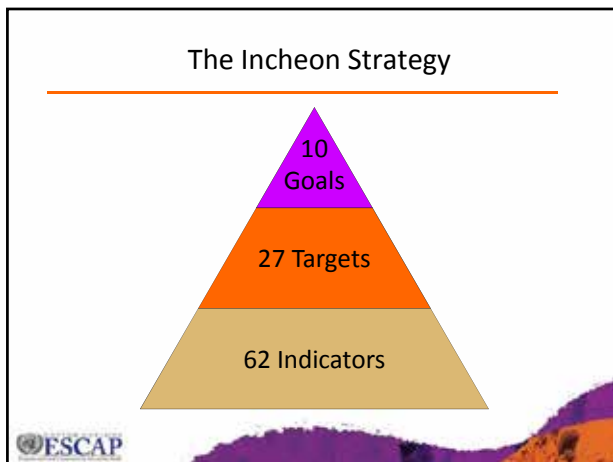 The Incheon Strategy
10
Goals
27 Targets
62 Indicators
ESCAP